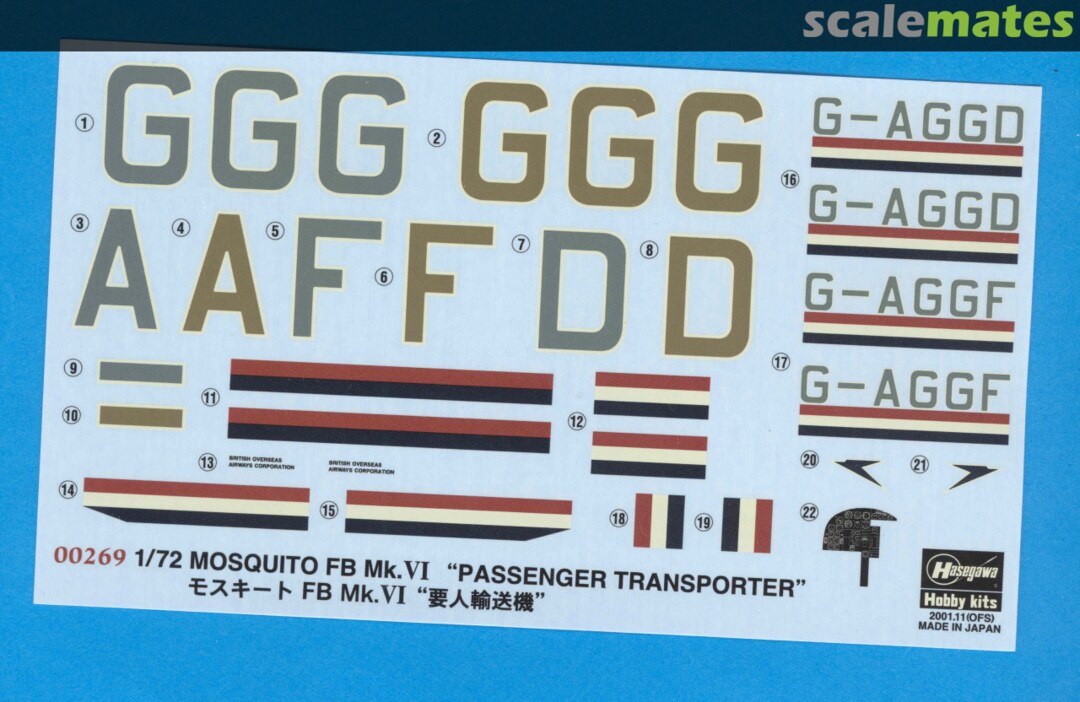 scalemates
1
GGG
2
GGG
G-AGGD
16
G-AGGD
3
A
4
A
5
F
6
F
7
D
8
D
G-AGGF
17
G-AGGF
9
10
11
12
13
BRITISH OVERSEAS
AIRWAYS CORPORATION
BRITISH OVERSEAS
AIRWAYS CORPORATION
14
15
18
19
20
21
22
00269 1/72 MOSQUITO FB Mk.VI “PASSENGER TRANSPORTER”
モスキート FB Mk.VI “要人輸送機”
Hasegawa
Hobby kits
2001.11(OFS)
MADE IN JAPAN